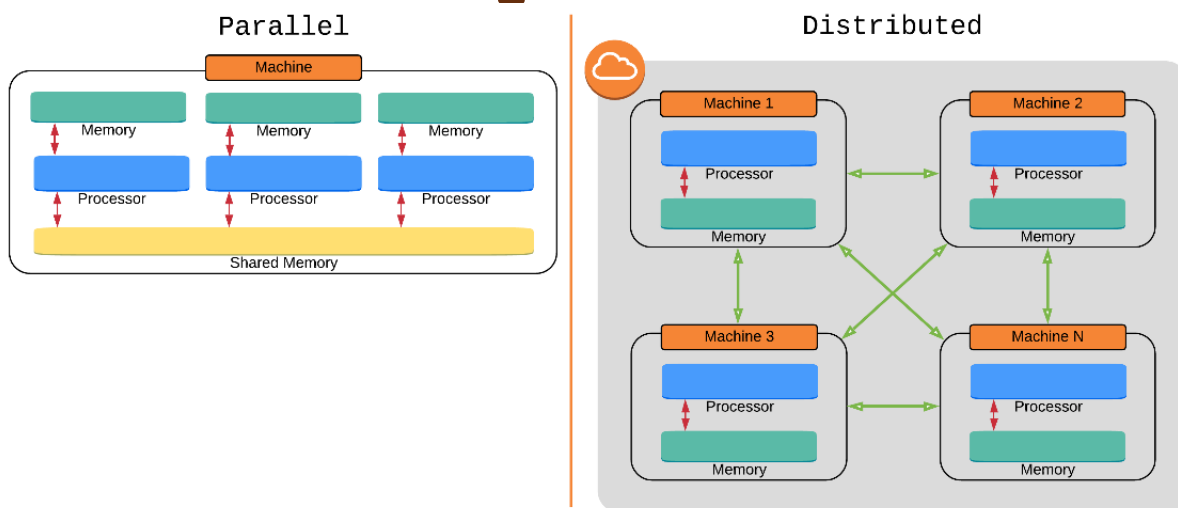 Parallel
Machine
Memory Memory Memory
Processor Processor Processor
Shared Memory
Distributed
Machine 1 Machine 2
Processor Processor
Memory Memory
Machine 3 Machine N
Processor Processor
Memory Memory